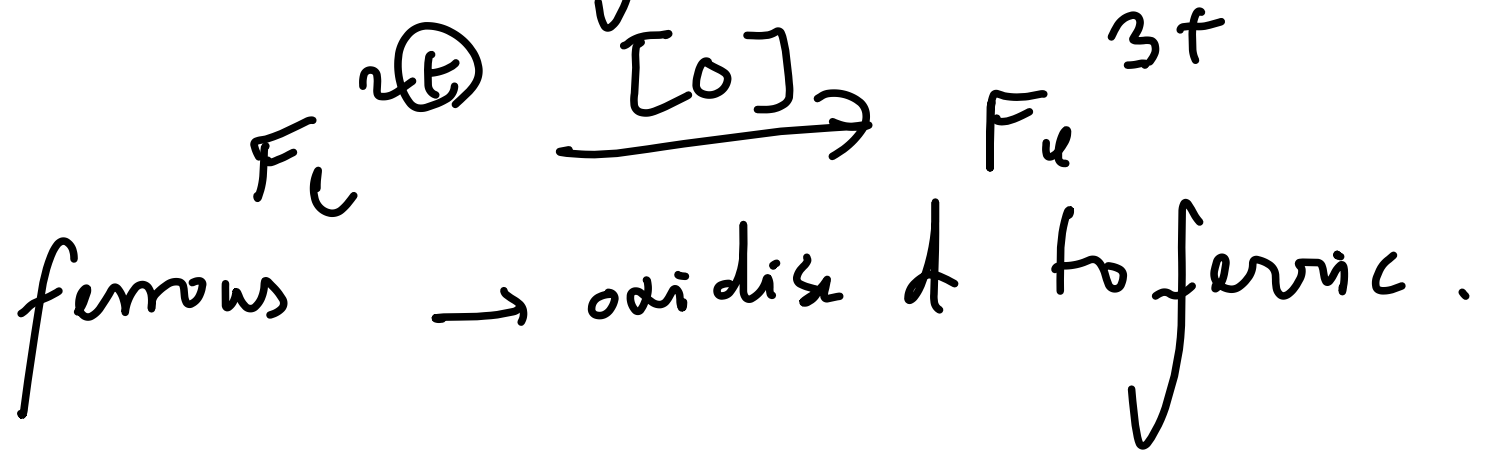 Fe²⁺ [O] → Fe³⁺
ferrous → oxidised to ferric.